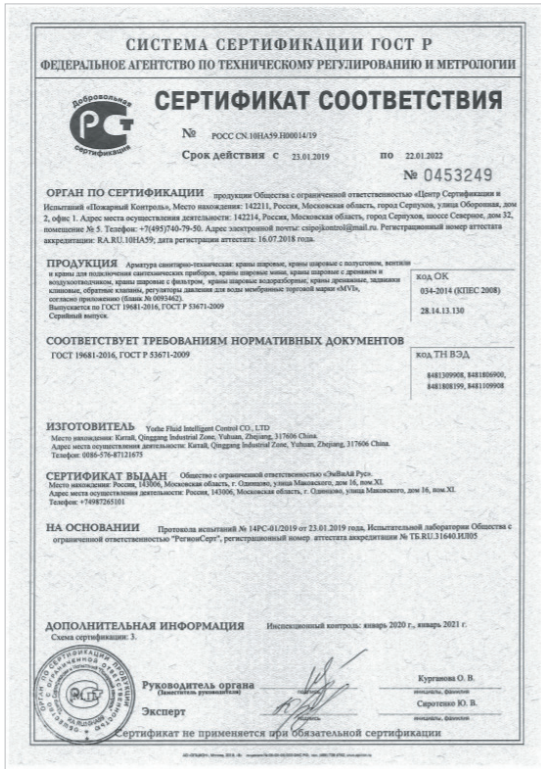 СИСТЕМА СЕРТИФИКАЦИИ ГОСТ Р
ФЕДЕРАЛЬНОЕ АГЕНТСТВО ПО ТЕХНИЧЕСКОМУ РЕГУЛИРОВАНИЮ И МЕТРОЛОГИИ
Добровольная
сертификация
СЕРТИФИКАТ СООТВЕТСТВИЯ
№ РОСС CN.10НА59.Н00014/19
Срок действия с 23.01.2019 по 22.01.2022
№ 0453249
ОРГАН ПО СЕРТИФИКАЦИИ продукции Общества с ограниченной ответственностью «Центр Сертификации и
Испытаний «Пожарный Контроль», Место нахождения: 142211, Россия, Московская область, город Серпухов, улица Оборонная, дом
2, офис 1. Адрес места осуществления деятельности: 142214, Россия, Московская область, город Серпухов, шоссе Северное, дом 32,
помещение № 5. Телефон: +7(495)740-79-50. Адрес электронной почты: csipojkontrol@mail.ru. Регистрационный номер аттестата
аккредитации: RA.RU.10НА59; дата регистрации аттестата: 16.07.2018 год.
ПРОДУКЦИЯ Арматура санитарно-техническая: краны шаровые, краны шаровые с полусгоном, вентили
и краны для подключения сантехнических приборов, краны шаровые мини, краны шаровые с дренажом и
воздухоотводчиком, краны шаровые с фильтром, краны шаровые водоразборные; краны дренажные, задвижки
клиновые, обратные клапаны, регуляторы давления для воды мембранные торговой марки «MVI»,
согласно приложению (бланк № 0093462).
Выпускается по ГОСТ 19681-2016, ГОСТ Р 53671-2009
Серийный выпуск.
код ОК
034-2014 (КПЕС 2008)
28.14.13.130
СООТВЕТСТВУЕТ ТРЕБОВАНИЯМ НОРМАТИВНЫХ ДОКУМЕНТОВ
ГОСТ 19681-2016, ГОСТ Р 53671-2009
код ТН ВЭД
8481309908, 8481806900,
8481808199, 8481109908
ИЗГОТОВИТЕЛЬ Yoshe Fluid Intelligent Control CO., LTD
Место нахождения: Китай, Qinggang Industrial Zone, Yuhuan, Zhejiang, 317606 China.
Адрес места осуществления деятельности: Китай, Qinggang Industrial Zone, Yuhuan, Zhejiang, 317606 China.
Телефон: 0086-576-87121675
СЕРТИФИКАТ ВЫДАН Общество с ограниченной ответственностью «ЭмВиАй Рус».
Место нахождения: Россия, 143006, Московская область, г. Одинцово, улица Маковского, дом 16, пом.XI.
Адрес места осуществления деятельности: Россия, 143006, Московская область, г. Одинцово, улица Маковского, дом 16, пом.XI.
Телефон: +74987265101
НА ОСНОВАНИИ Протокола испытаний № 14РС-01/2019 от 23.01.2019 года, Испытательной лаборатории Общества с
ограниченной ответственностью "РегионСерт", регистрационный номер аттестата аккредитации № ТБ.RU.31640.ИЛ05
ДОПОЛНИТЕЛЬНАЯ ИНФОРМАЦИЯ Инспекционный контроль: январь 2020 г., январь 2021 г.
Схема сертификации: 3.
Руководитель органа Курганова О. В.
(Заместитель руководителя) подпись инициалы, фамилия
Эксперт Сиротенко Ю. В.
подпись инициалы, фамилия
Сертификат не применяется при обязательной сертификации